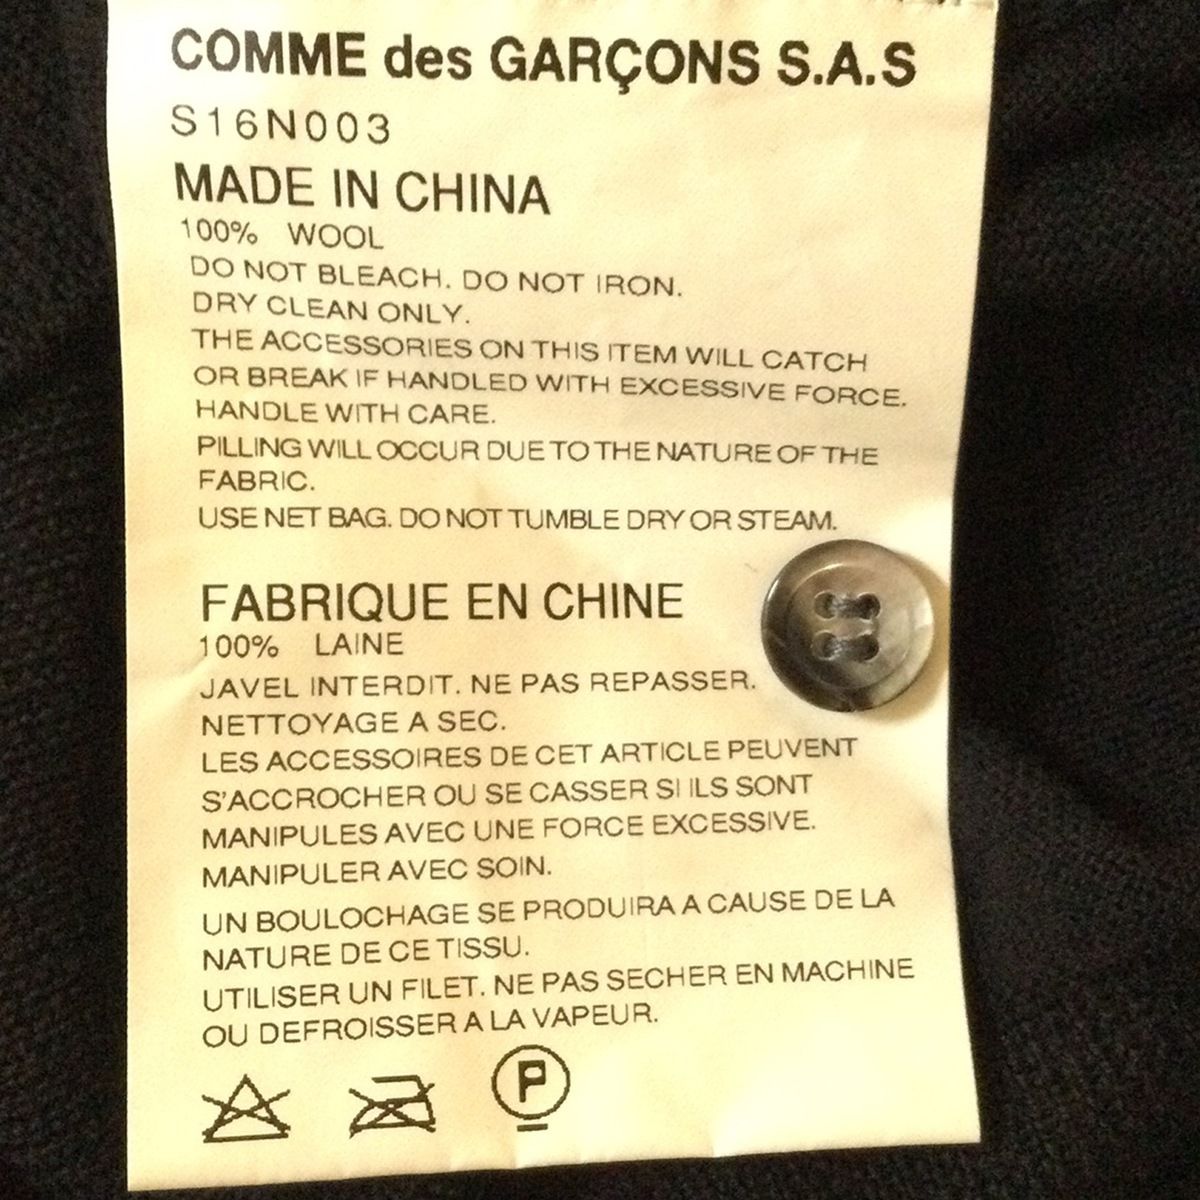 COMME des GARÇONS S.A.S
S16N003
MADE IN CHINA
100% WOOL
DO NOT BLEACH. DO NOT IRON.
DRY CLEAN ONLY.
THE ACCESSORIES ON THIS ITEM WILL CATCH
OR BREAK IF HANDLED WITH EXCESSIVE FORCE.
HANDLE WITH CARE.
PILLING WILL OCCUR DUE TO THE NATURE OF THE
FABRIC.
USE NET BAG. DO NOT TUMBLE DRY OR STEAM.
FABRIQUE EN CHINE
100% LAINE
JAVEL INTERDIT. NE PAS REPASSER.
NETTOYAGE A SEC.
LES ACCESSOIRES DE CET ARTICLE PEUVENT
S'ACCROCHER OU SE CASSER SI ILS SONT
MANIPULES AVEC UNE FORCE EXCESSIVE.
MANIPULER AVEC SOIN.
UN BOULOCHAGE SE PRODUIRA A CAUSE DE LA
NATURE DE CE TISSU.
UTILISER UN FILET. NE PAS SECHER EN MACHINE
OU DEFROISSER A LA VAPEUR.
P